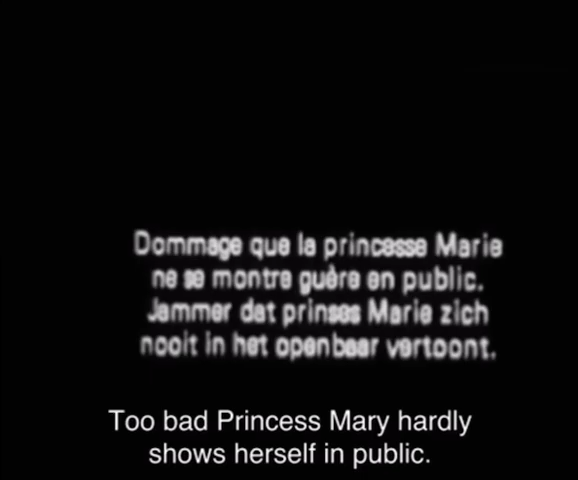 Dommage que la princesse Marie
ne se montre guère en public.
Jammer dat prinses Marie zich
nooit in het openbaar vertoont.
Too bad Princess Mary hardly
shows herself in public.